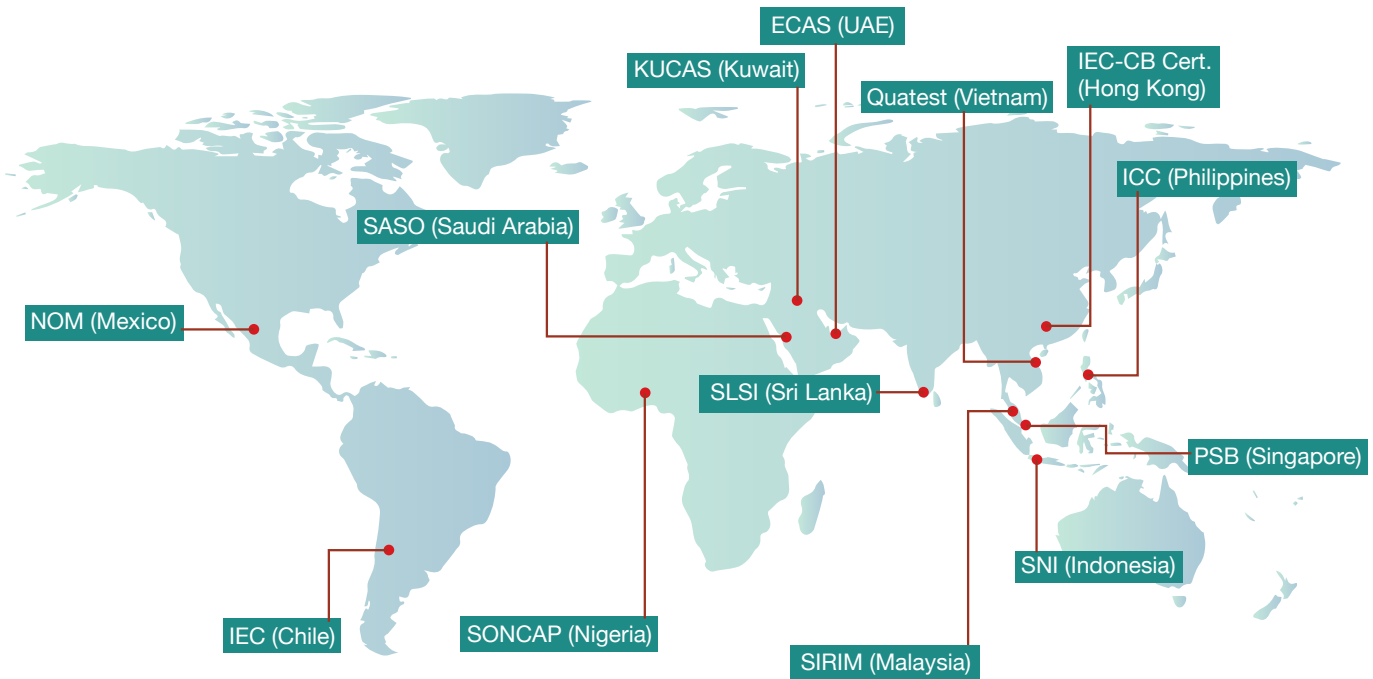 ECAS (UAE)
KUCAS (Kuwait)
IEC-CB Cert.
(Hong Kong)
Quatest (Vietnam)
ICC (Philippines)
SASO (Saudi Arabia)
NOM (Mexico)
SLSI (Sri Lanka)
PSB (Singapore)
SNI (Indonesia)
IEC (Chile)
SONCAP (Nigeria)
SIRIM (Malaysia)